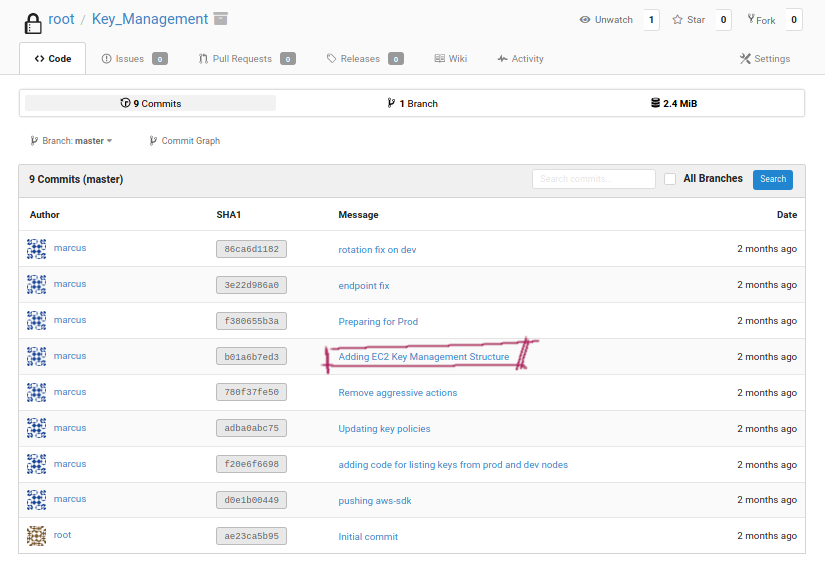 root / Key_Management
Unwatch 1 Star 0 Fork 0
Code Issues 0 Pull Requests 0 Releases 0 Wiki Activity Settings
9 Commits 1 Branch 2.4 MiB
Branch: master Commit Graph
9 Commits (master) Search commits... All Branches Search
Author SHA1 Message Date
marcus 86ca6d1182 rotation fix on dev 2 months ago
marcus 3e22d986a0 endpoint fix 2 months ago
marcus f380655b3a Preparing for Prod 2 months ago
marcus b01a6b7ed3 Adding EC2 Key Management Structure 2 months ago
marcus 780f37fe50 Remove aggressive actions 2 months ago
marcus adba0abc75 Updating key policies 2 months ago
marcus f20e6f6698 adding code for listing keys from prod and dev nodes 2 months ago
marcus d0e1b00449 pushing aws-sdk 2 months ago
root ae23ca5b95 Initial commit 2 months ago